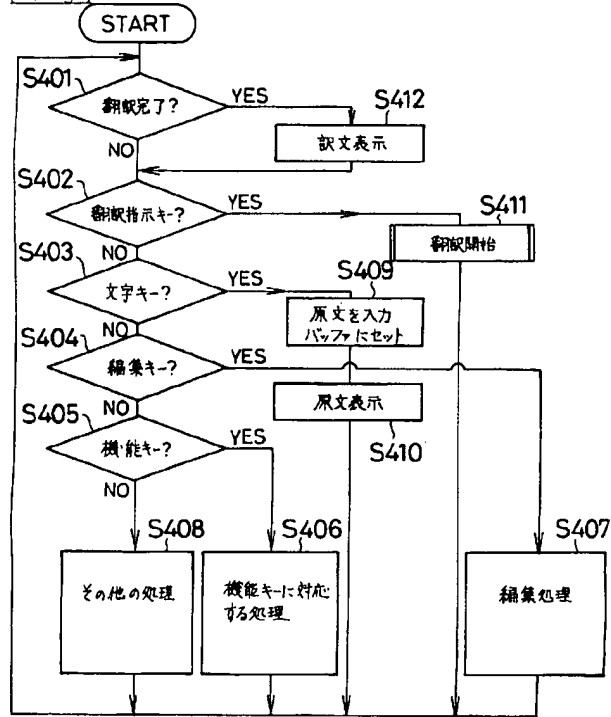 START
S401
翻訳完了?
YES
S412
訳文表示
NO
S402
翻訳指示キー?
YES
S411
翻訳開始
NO
S403
文字キー?
YES
S409
原文を入力
バッファにセット
NO
S404
編集キー?
YES
原文表示
S410
NO
S405
機能キー?
YES
NO
S408
その他の処理
S406
機能キーに対応
する処理
S407
編集処理